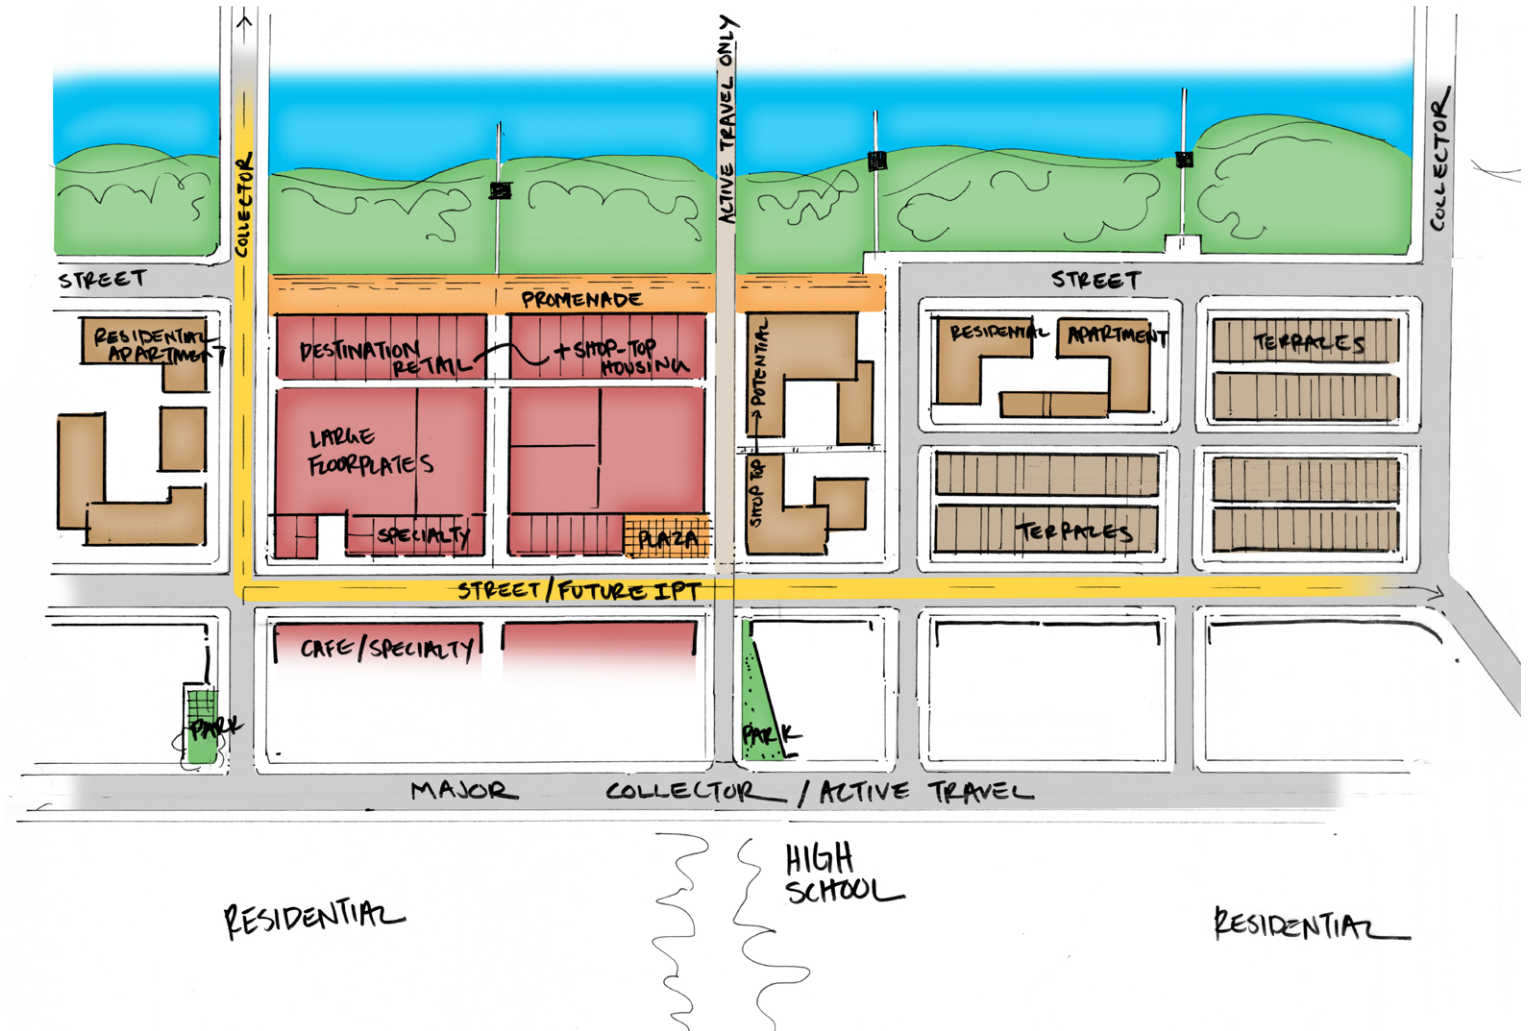 ACTIVE TRAVEL ONLY
COLLECTOR
COLLECTOR
STREET
STREET
PROMENADE
RESIDENTIAL
APARTMENT
DESTINATION
RETAIL
+ SHOP-TOP
HOUSING
SHOP TOP → POTENTIAL
RESIDENTIAL APARTMENT
TERRACES
LARGE
FLOORPLATES
SPECIALTY
PLAZA
TERRACES
STREET/FUTURE IPT
CAFE/SPECIALTY
PARK
PARK
MAJOR COLLECTOR / ACTIVE TRAVEL
HIGH
SCHOOL
RESIDENTIAL
RESIDENTIAL